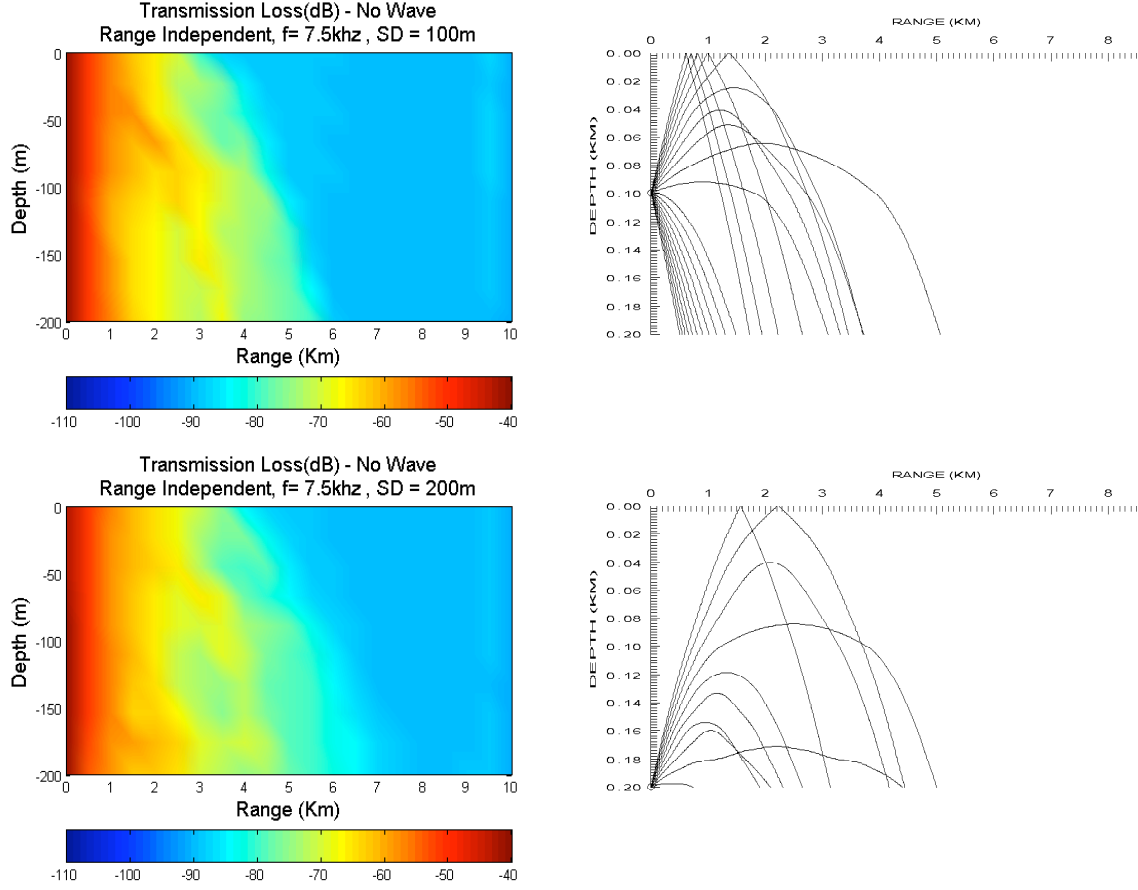 Transmission Loss(dB) - No Wave
Range Independent, f= 7.5khz , SD = 100m
0
-50
-100
-150
-200
Depth (m)
0 1 2 3 4 5 6 7 8 9 10
Range (Km)
-110 -100 -90 -80 -70 -60 -50 -40
RANGE (KM)
0 1 2 3 4 5 6 7 8
0.00
0.02
0.04
0.06
0.08
0.10
0.12
0.14
0.16
0.18
0.20
DEPTH (KM)
Transmission Loss(dB) - No Wave
Range Independent, f= 7.5khz , SD = 200m
0
-50
-100
-150
-200
Depth (m)
0 1 2 3 4 5 6 7 8 9 10
Range (Km)
-110 -100 -90 -80 -70 -60 -50 -40
RANGE (KM)
0 1 2 3 4 5 6 7 8
0.00
0.02
0.04
0.06
0.08
0.10
0.12
0.14
0.16
0.18
0.20
DEPTH (KM)